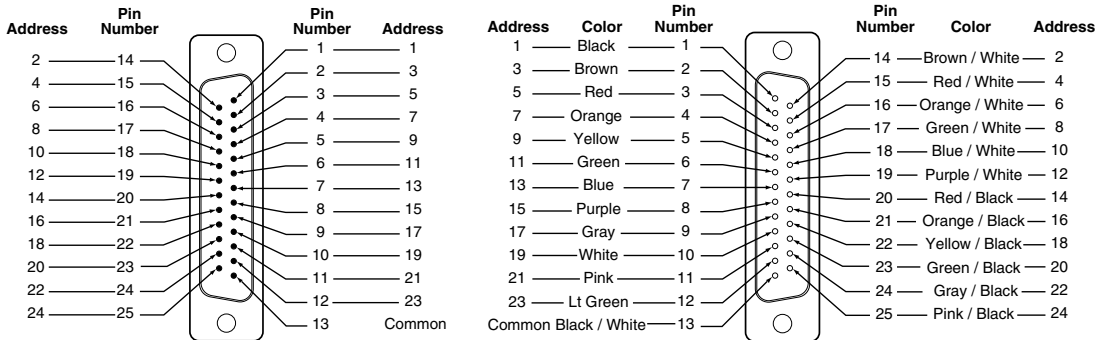 Address Pin Number Pin Number Address
2 14 1 1
4 15 2 3
6 16 3 5
8 17 4 7
10 18 5 9
12 19 6 11
14 20 7 13
16 21 8 15
18 22 9 17
20 23 10 19
22 24 11 21
24 25 12 23
13 Common
Address Color Pin Number Pin Number Color Address
1 Black 1 14 Brown / White 2
3 Brown 2 15 Red / White 4
5 Red 3 16 Orange / White 6
7 Orange 4 17 Green / White 8
9 Yellow 5 18 Blue / White 10
11 Green 6 19 Purple / White 12
13 Blue 7 20 Red / Black 14
15 Purple 8 21 Orange / Black 16
17 Gray 9 22 Yellow / Black 18
19 White 10 23 Green / Black 20
21 Pink 11 24 Gray / Black 22
23 Lt Green 12 25 Pink / Black 24
Common Black / White 13